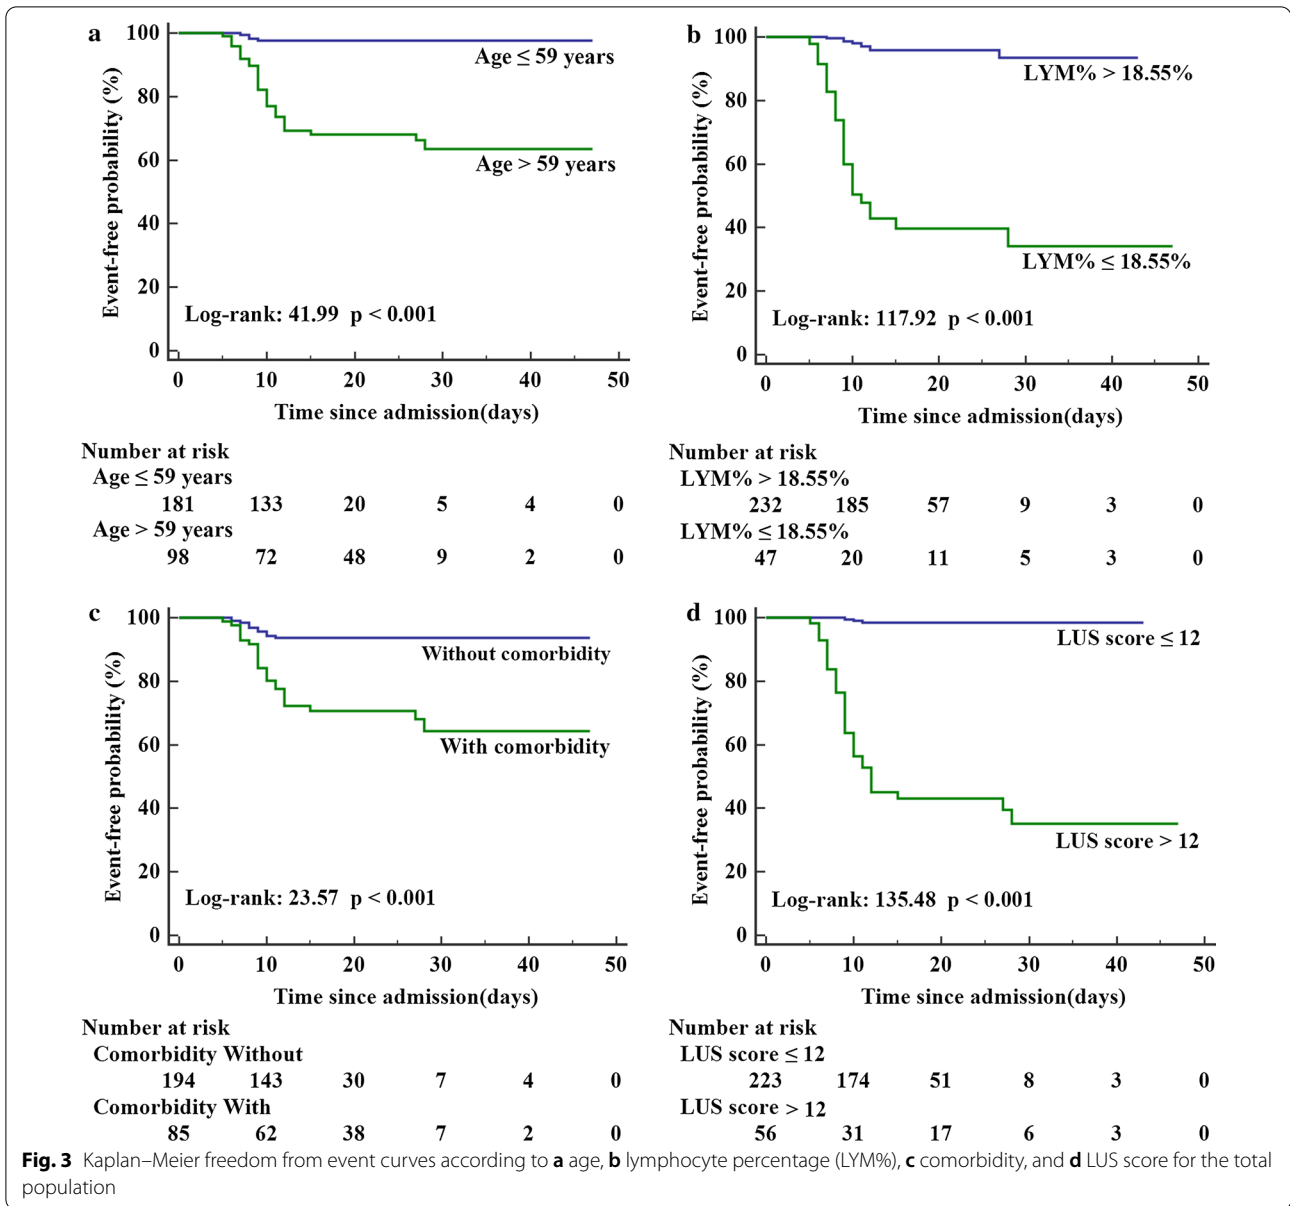 a
Event-free probability (%)
100
80
60
40
20
0
Age ≤ 59 years
Age > 59 years
Log-rank: 41.99 p < 0.001
0 10 20 30 40 50
Time since admission(days)
Number at risk
Age ≤ 59 years
181 133 20 5 4 0
Age > 59 years
98 72 48 9 2 0
b
Event-free probability (%)
100
80
60
40
20
0
LYM% > 18.55%
LYM% ≤ 18.55%
Log-rank: 117.92 p < 0.001
0 10 20 30 40 50
Time since admission(days)
Number at risk
LYM% > 18.55%
232 185 57 9 3 0
LYM% ≤ 18.55%
47 20 11 5 3 0
c
Event-free probability (%)
100
80
60
40
20
0
Without comorbidity
With comorbidity
Log-rank: 23.57 p < 0.001
0 10 20 30 40 50
Time since admission(days)
Number at risk
Comorbidity Without
194 143 30 7 4 0
Comorbidity With
85 62 38 7 2 0
d
Event-free probability (%)
100
80
60
40
20
0
LUS score ≤ 12
LUS score > 12
Log-rank: 135.48 p < 0.001
0 10 20 30 40 50
Time since admission(days)
Number at risk
LUS score ≤ 12
223 174 51 8 3 0
LUS score > 12
56 31 17 6 3 0
Fig. 3 Kaplan–Meier freedom from event curves according to a age, b lymphocyte percentage (LYM%), c comorbidity, and d LUS score for the total
population